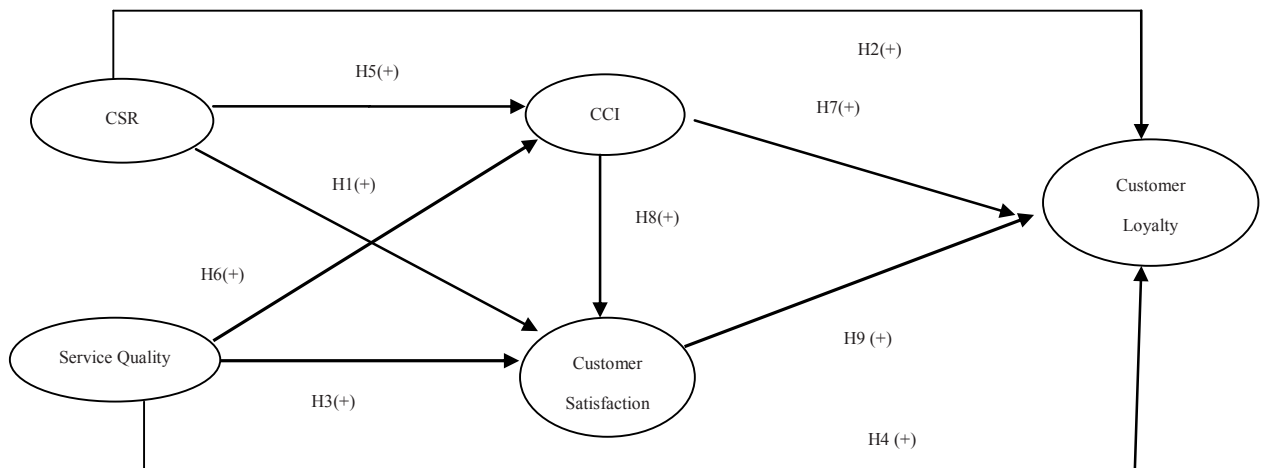 H2(+)
H5(+)
CSR
CCI
H7(+)
H1(+)
Customer
Loyalty
H8(+)
H6(+)
Service Quality
Customer
Satisfaction
H9 (+)
H3(+)
H4 (+)